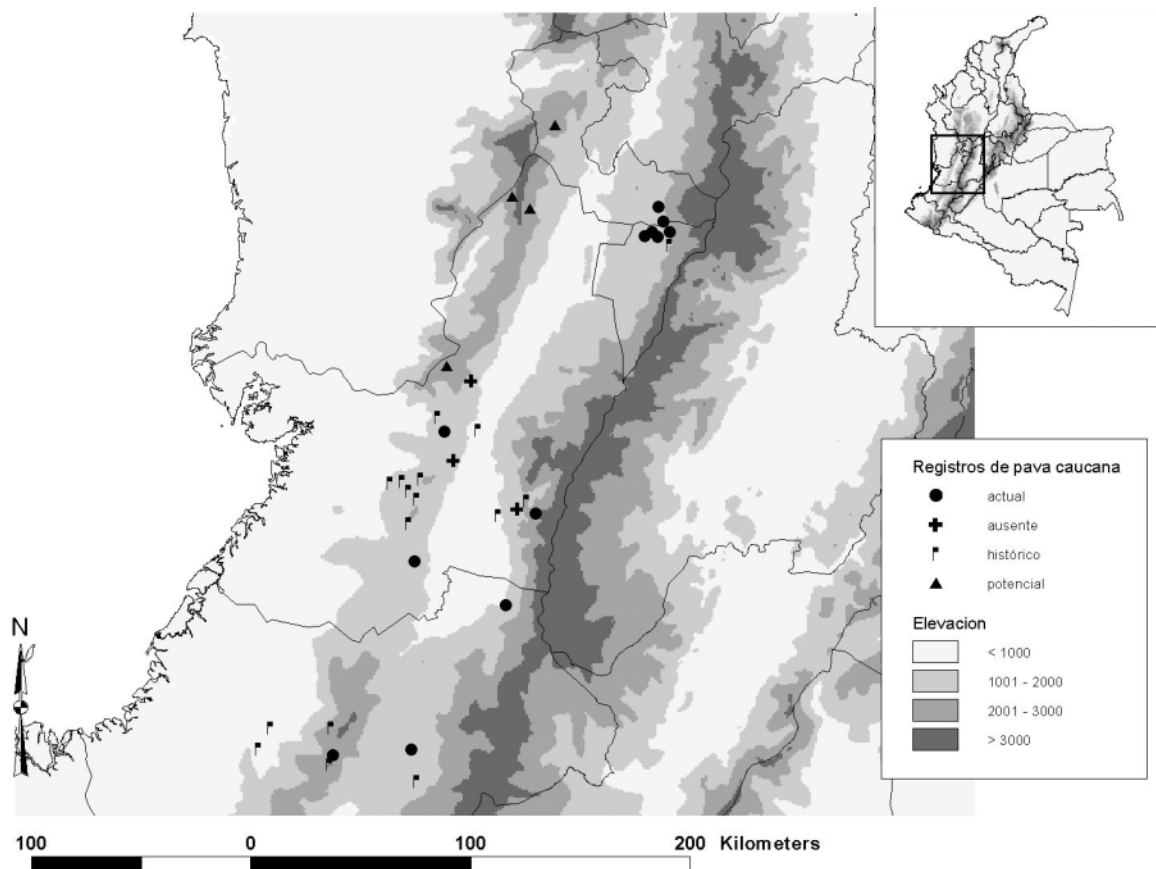 Registros de pava caucana
actual
ausente
histórico
potencial
Elevacion
< 1000
1001 - 2000
2001 - 3000
> 3000
N
100 0 100 200 Kilometers